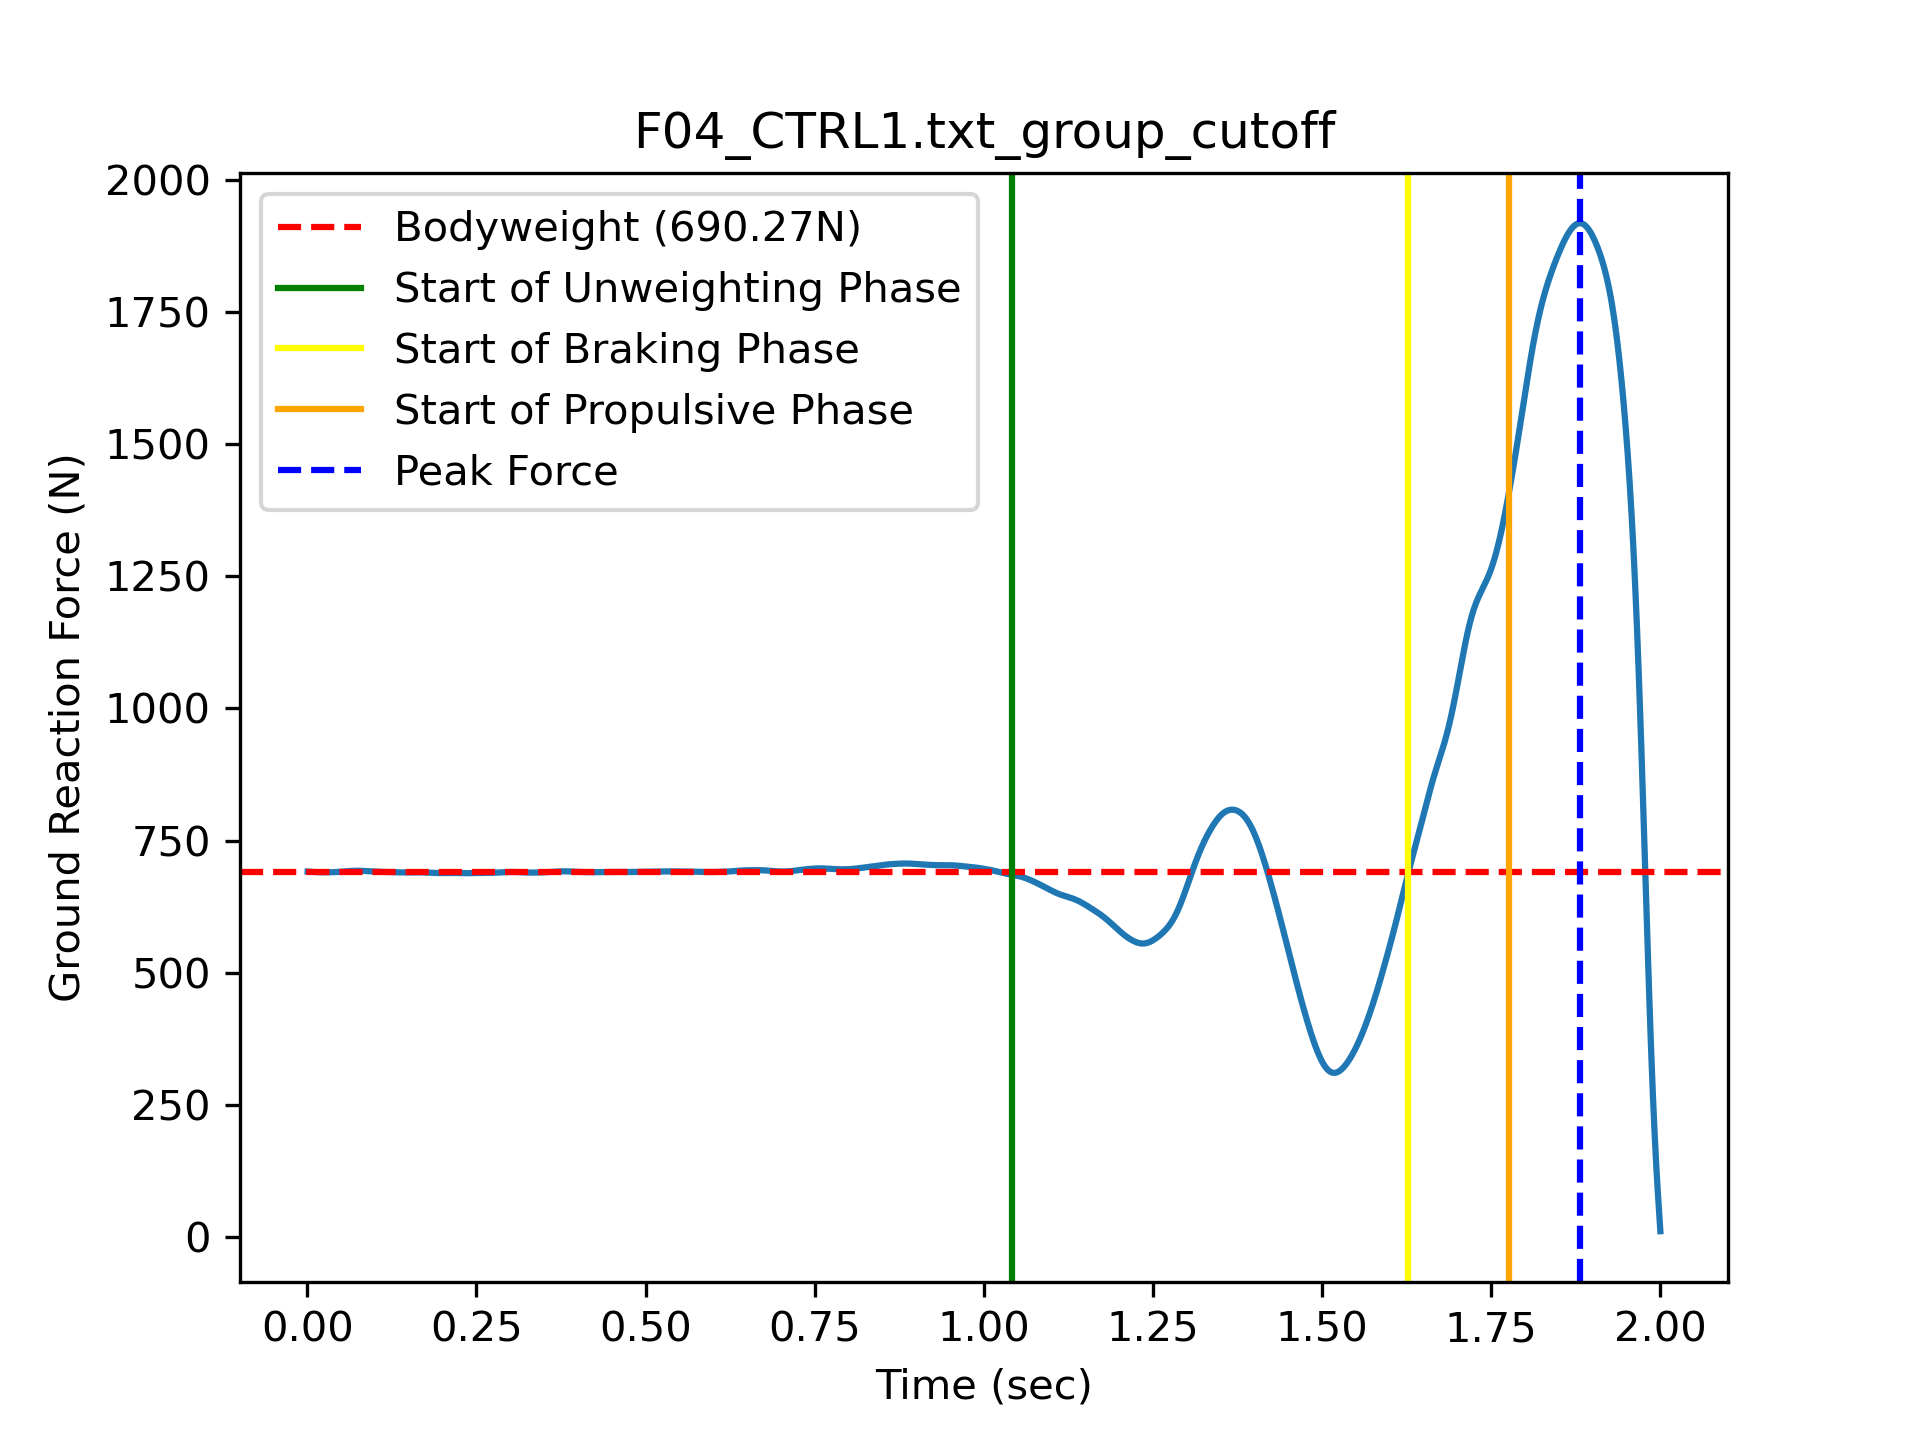 F04_CTRL1.txt_group_cutoff
2000
1750
1500
1250
1000
750
500
250
0
Ground Reaction Force (N)
Bodyweight (690.27N)
Start of Unweighting Phase
Start of Braking Phase
Start of Propulsive Phase
Peak Force
0.00 0.25 0.50 0.75 1.00 1.25 1.50 1.75 2.00
Time (sec)